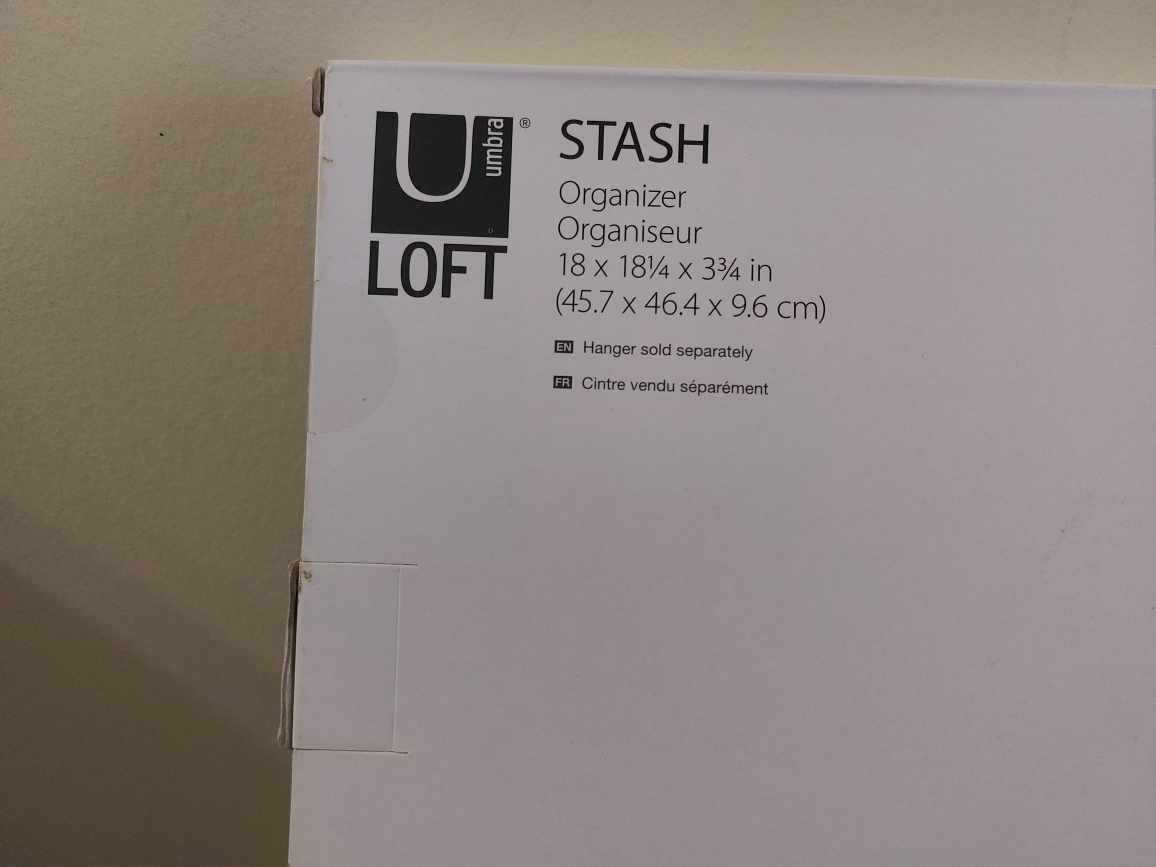 umbra®
LOFT
STASH
Organizer
Organiseur
18 x 18¼ x 3¾ in
(45.7 x 46.4 x 9.6 cm)
EN Hanger sold separately
FR Cintre vendu séparément